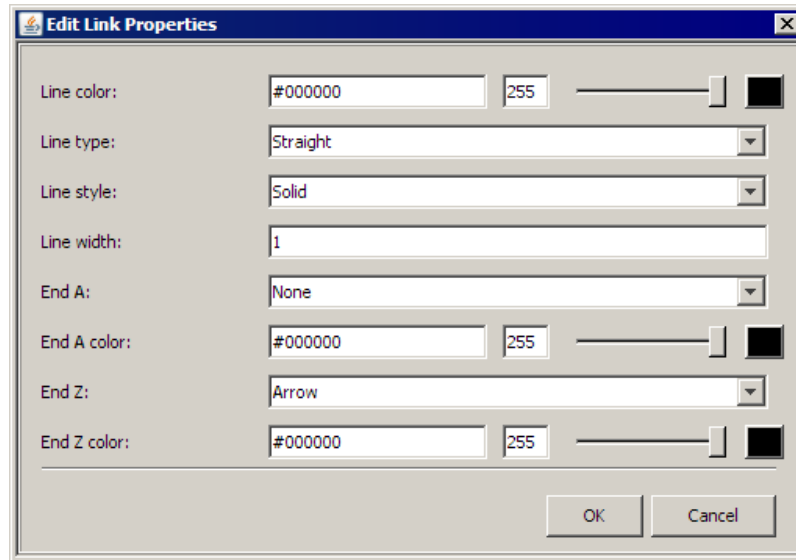 Edit Link Properties
Line color: #000000 255
Line type: Straight
Line style: Solid
Line width: 1
End A: None
End A color: #000000 255
End Z: Arrow
End Z color: #000000 255
OK Cancel